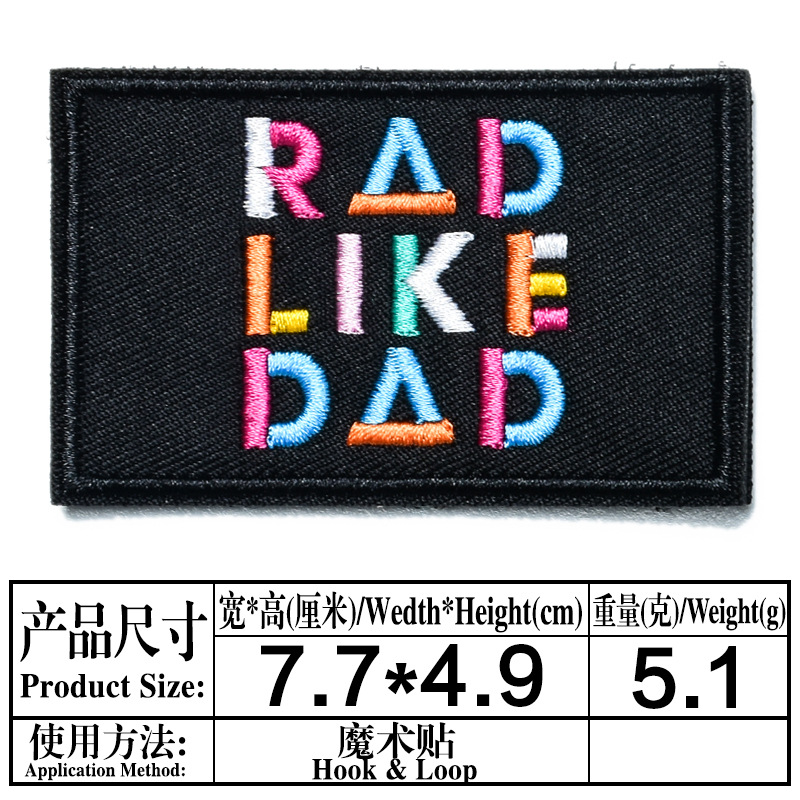 RAD
LIKE
DAD
产品尺寸
Product Size:
宽*高(厘米)/Wedth*Height(cm)
重量(克)/Weight(g)
7.7*4.9
5.1
使用方法:
Application Method:
魔术贴
Hook & Loop